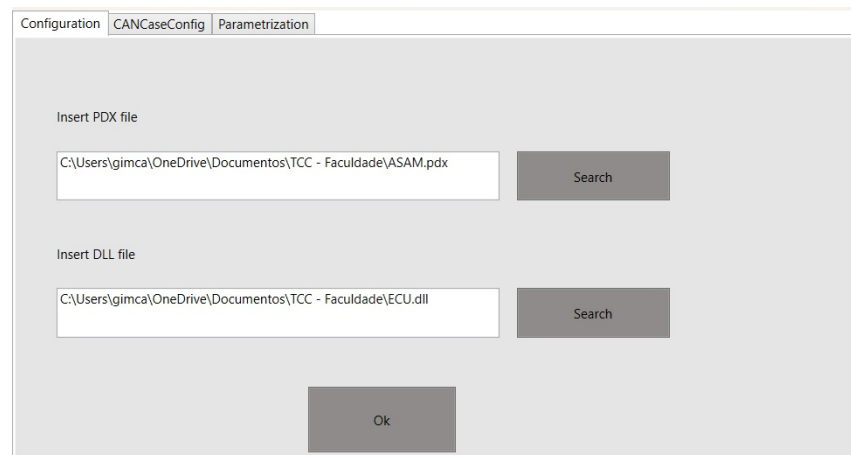 Configuration CANCaseConfig Parametrization
Insert PDX file
C:\Users\gimca\OneDrive\Documentos\TCC - Faculdade\ASAM.pdx
Search
Insert DLL file
C:\Users\gimca\OneDrive\Documentos\TCC - Faculdade\ECU.dll
Search
Ok